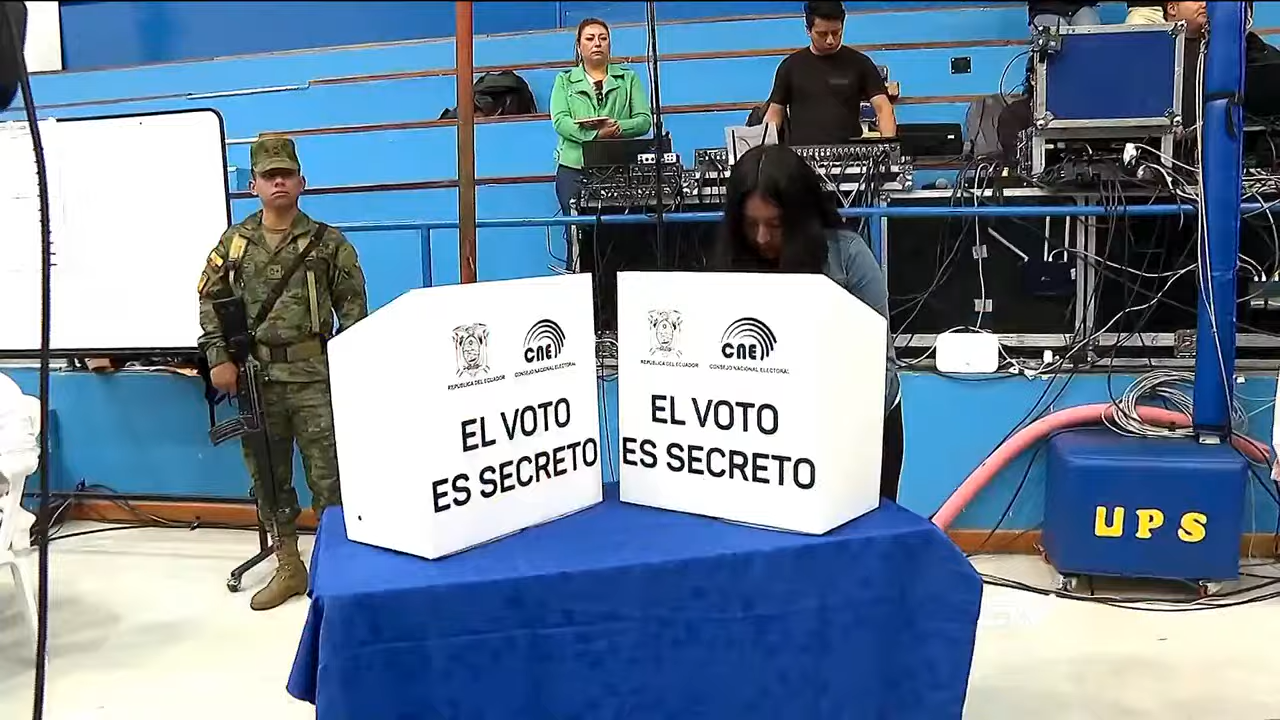 REPUBLICA DEL ECUADOR
CNE
CONSEJO NACIONAL ELECTORAL
EL VOTO
ES SECRETO
REPUBLICA DEL ECUADOR
CNE
CONSEJO NACIONAL ELECTORAL
EL VOTO
ES SECRETO
UPS